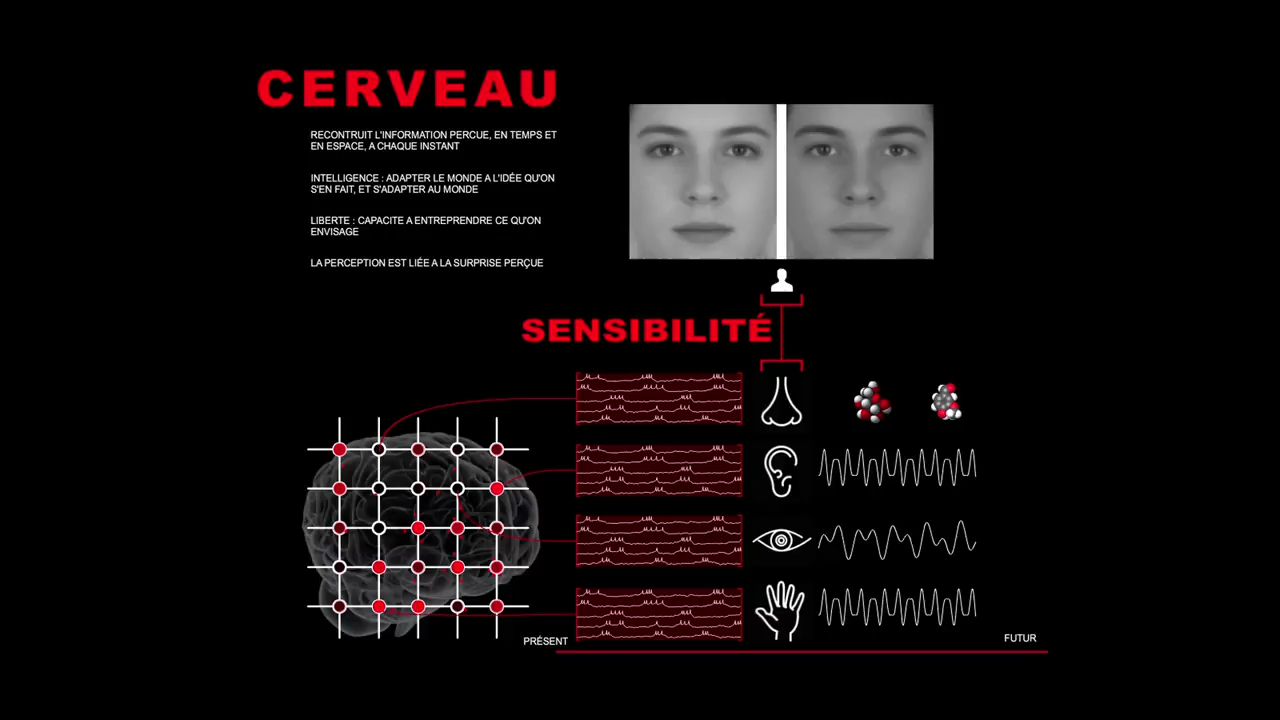 CERVEAU
RECONTRUIT L'INFORMATION PERCUE, EN TEMPS ET
EN ESPACE, A CHAQUE INSTANT
INTELLIGENCE : ADAPTER LE MONDE A L'IDÉE QU'ON
S'EN FAIT, ET S'ADAPTER AU MONDE
LIBERTE : CAPACITE A ENTREPRENDRE CE QU'ON
ENVISAGE
LA PERCEPTION EST LIÉE A LA SURPRISE PERÇUE
SENSIBILITÉ
PRÉSENT
FUTUR